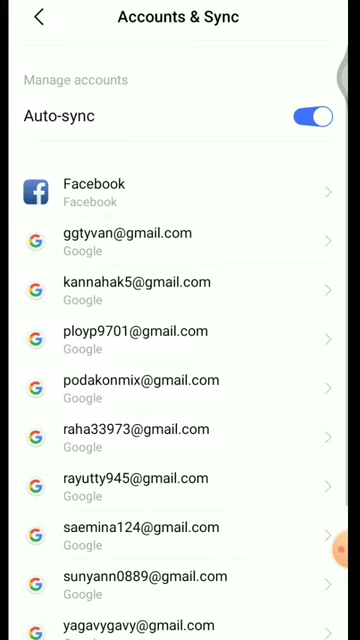 Accounts & Sync
Manage accounts
Auto-sync
Facebook
Facebook
ggtyvan@gmail.com
Google
kannahak5@gmail.com
Google
ployp9701@gmail.com
Google
podakonmix@gmail.com
Google
raha33973@gmail.com
Google
rayutty945@gmail.com
Google
saemina124@gmail.com
Google
sunyann0889@gmail.com
Google
yagavygavy@gmail.com